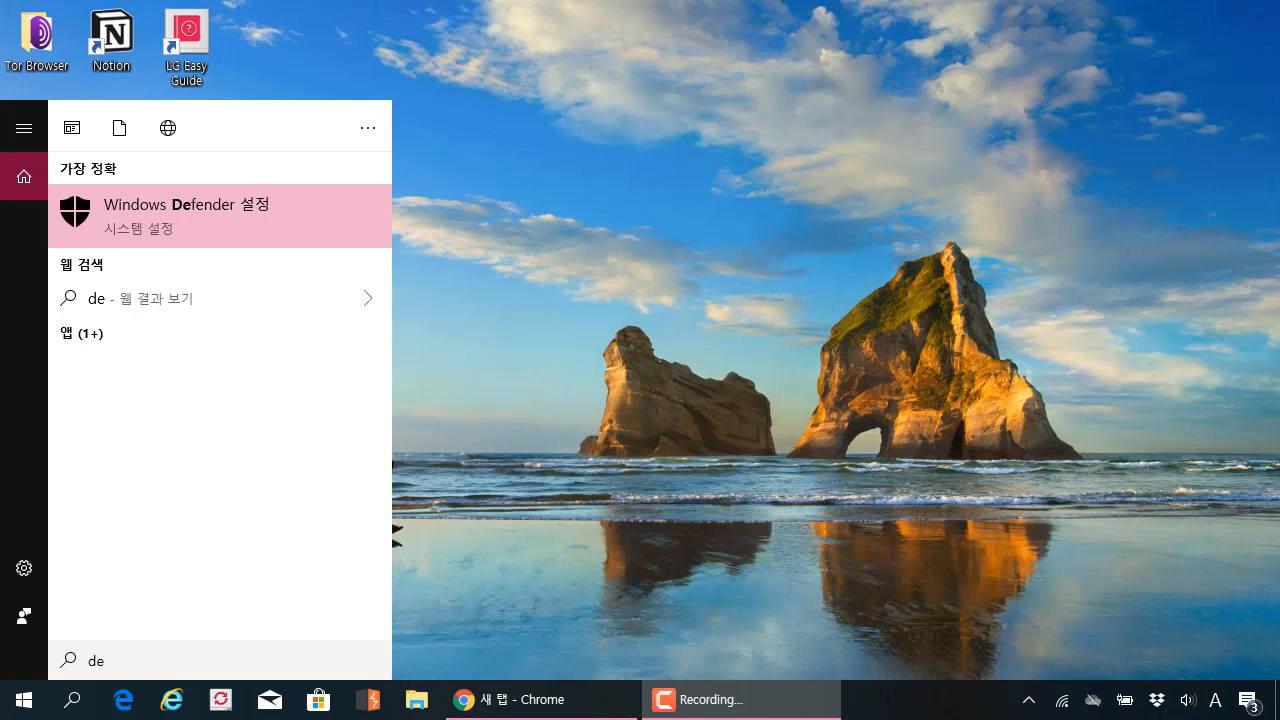 Tor Browser
Notion
LG Easy
Guide
가장 정확
Windows Defender 설정
시스템 설정
웹 검색
de - 웹 결과 보기
앱 (1+)
de
새 탭 - Chrome
Recording...
A
3